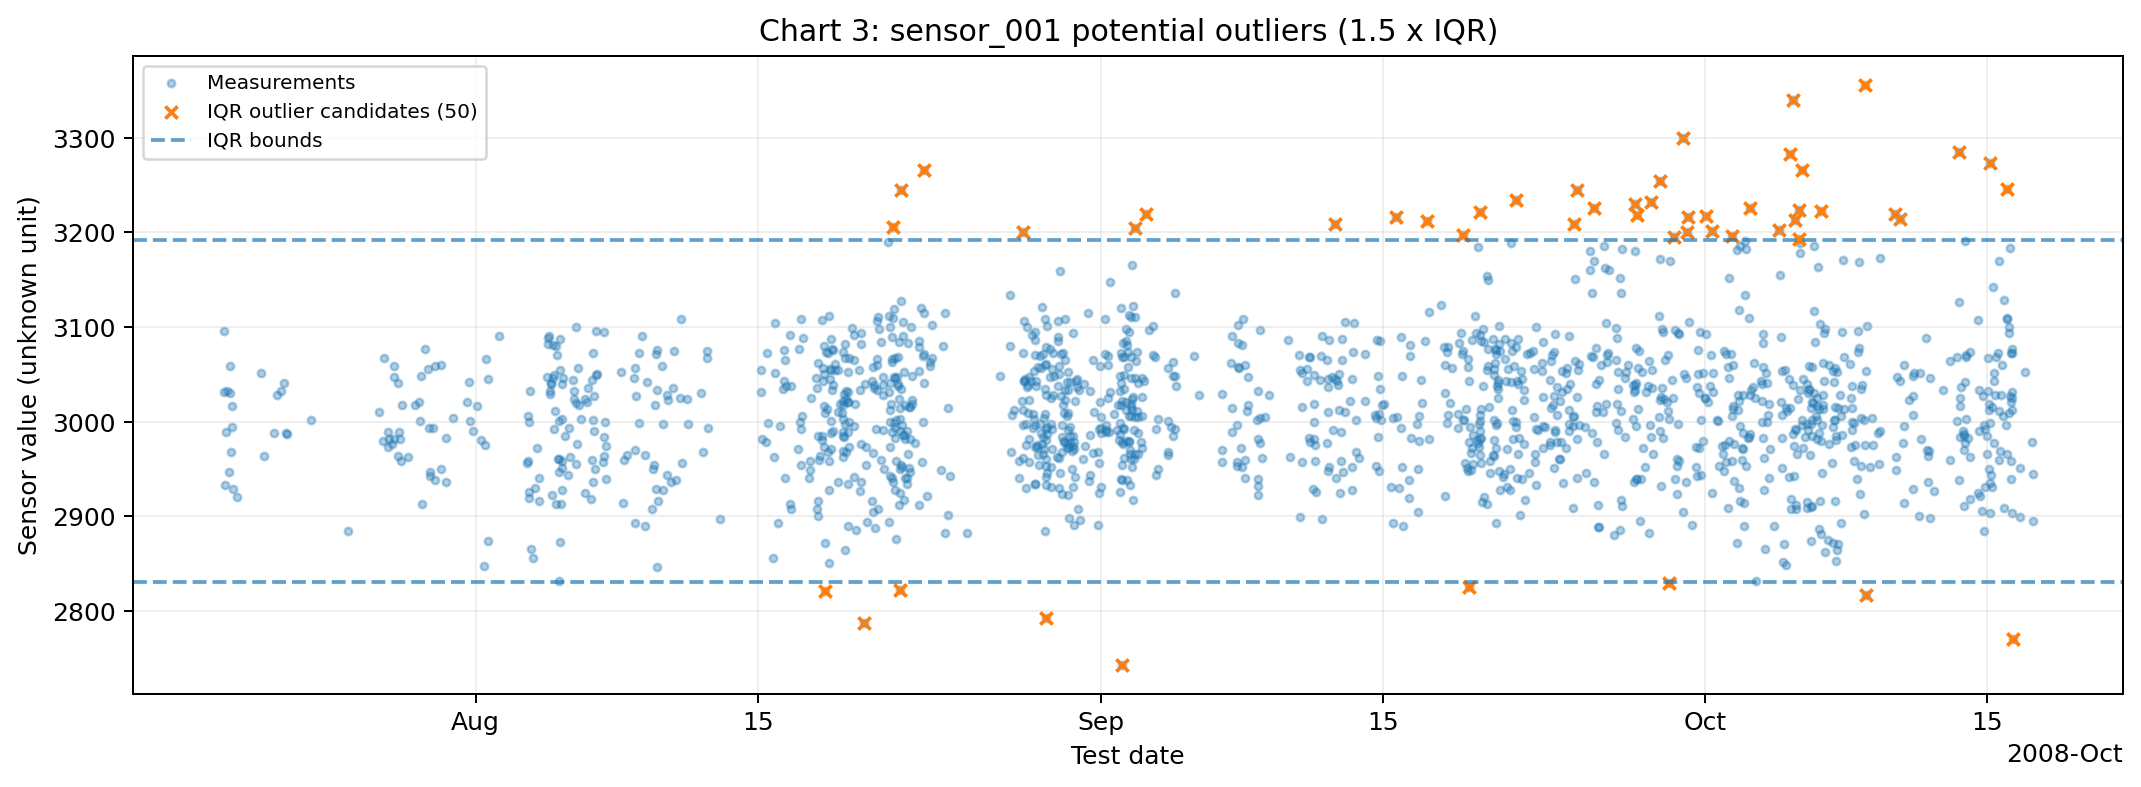 Chart 3: sensor_001 potential outliers (1.5 x IQR)
Measurements
IQR outlier candidates (50)
IQR bounds
Sensor value (unknown unit)
3300
3200
3100
3000
2900
2800
Aug
15
Sep
15
Oct
15
Test date
2008-Oct